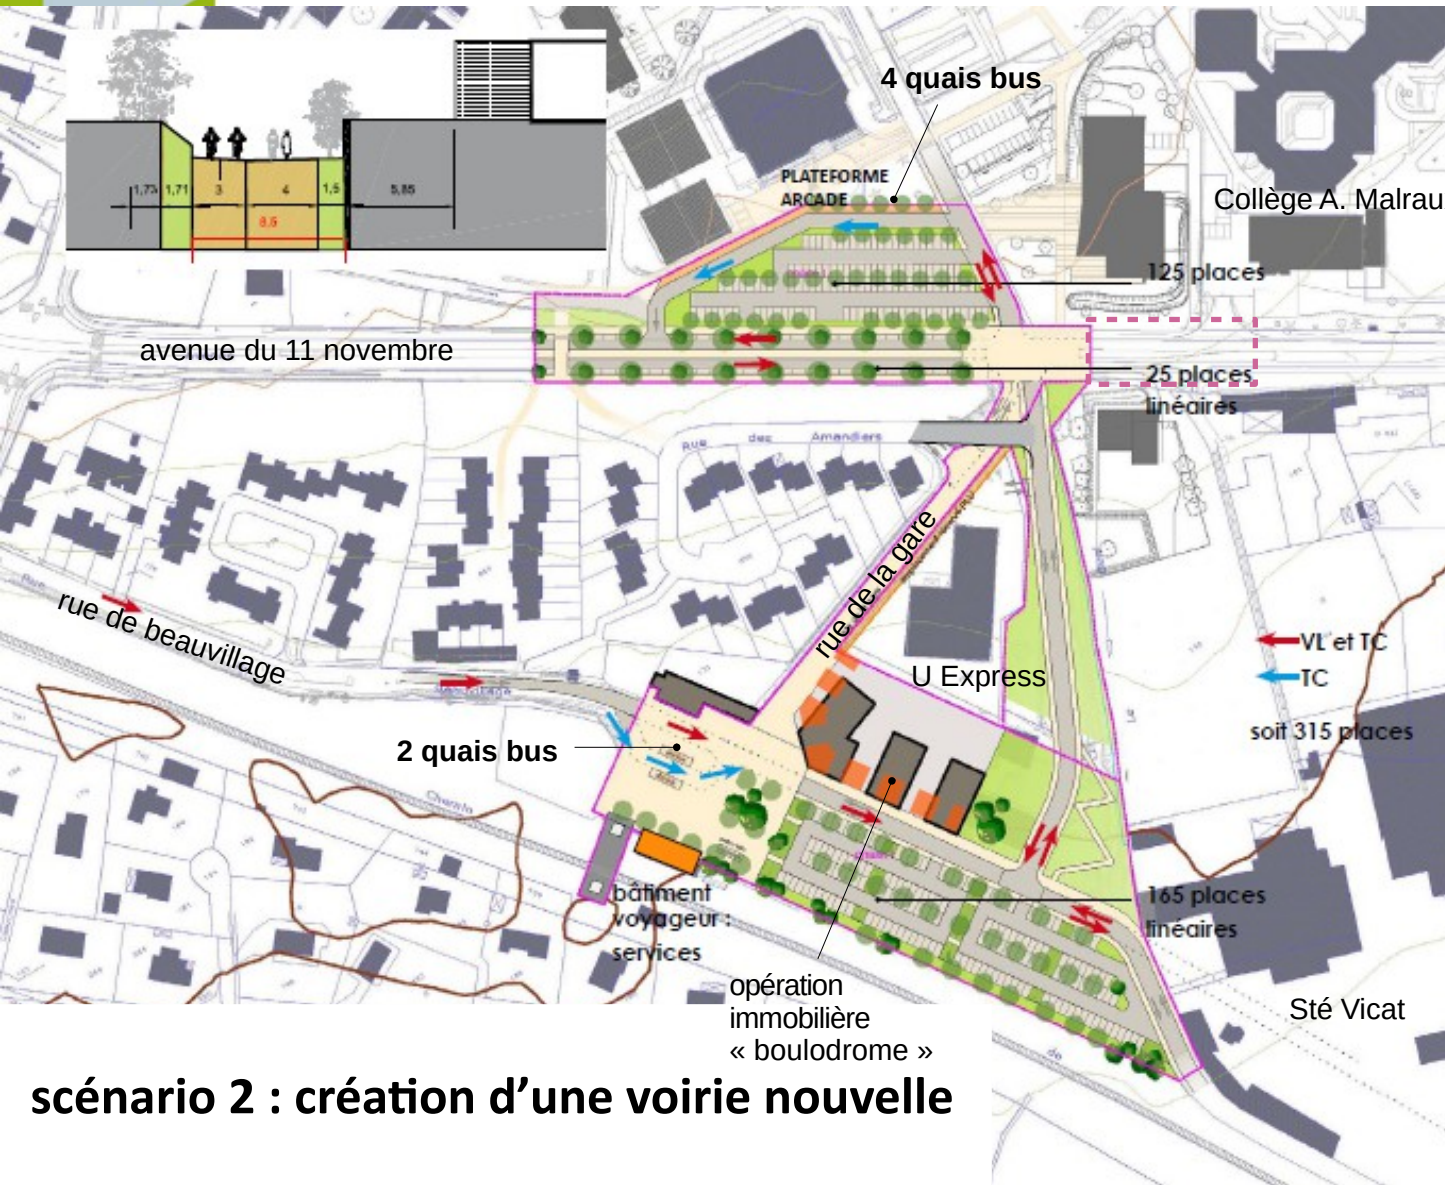 4 quais bus
PLATEFORME
ARCADE
Collège A. Malrau
1,71
3
4
1,5
5,85
8,5
125 places
avenue du 11 novembre
25 places
linéaires
Rue des Amandiers
rue de la gare
rue de beauvillage
U Express
VL et TC
TC
soit 315 places
2 quais bus
Chemin
bâtiment
voyageur :
services
165 places
linéaires
opération
immobilière
« boulodrome »
Sté Vicat
de
scénario 2 : création d'une voirie nouvelle